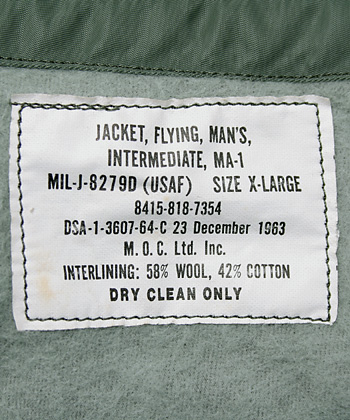 JACKET, FLYING, MAN'S,
INTERMEDIATE, MA-1
MIL-J-8279D (USAF) SIZE X-LARGE
8415-818-7354
DSA-1-3607-64-C 23 December 1963
M.O.C. Ltd. Inc.
INTERLINING: 58% WOOL, 42% COTTON
DRY CLEAN ONLY